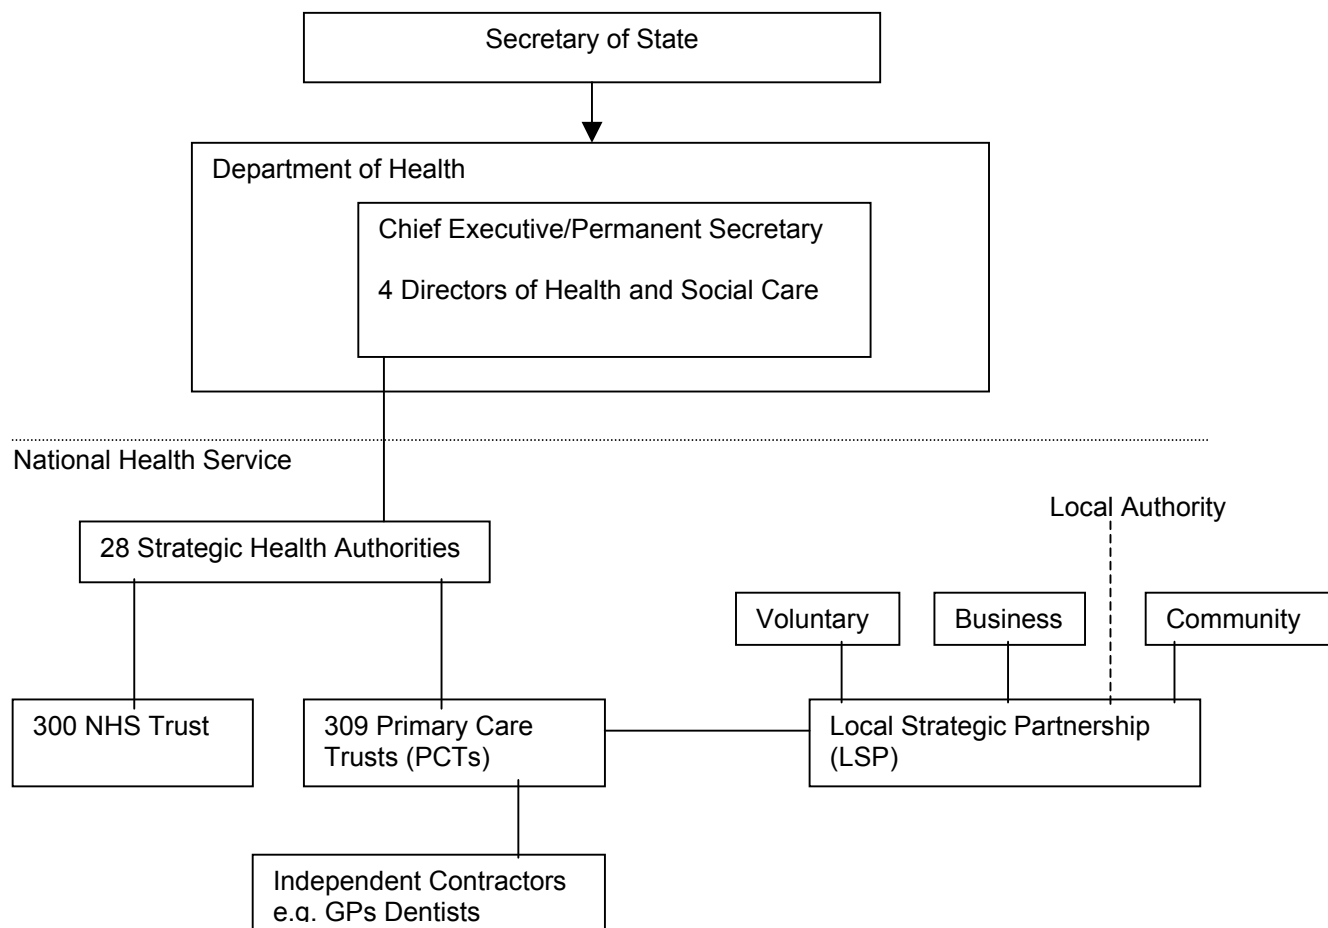 Secretary of State
Department of Health
Chief Executive/Permanent Secretary
4 Directors of Health and Social Care
National Health Service
Local Authority
28 Strategic Health Authorities
Voluntary
Business
Community
300 NHS Trust
309 Primary Care
Trusts (PCTs)
Local Strategic Partnership
(LSP)
Independent Contractors
e.g. GPs Dentists